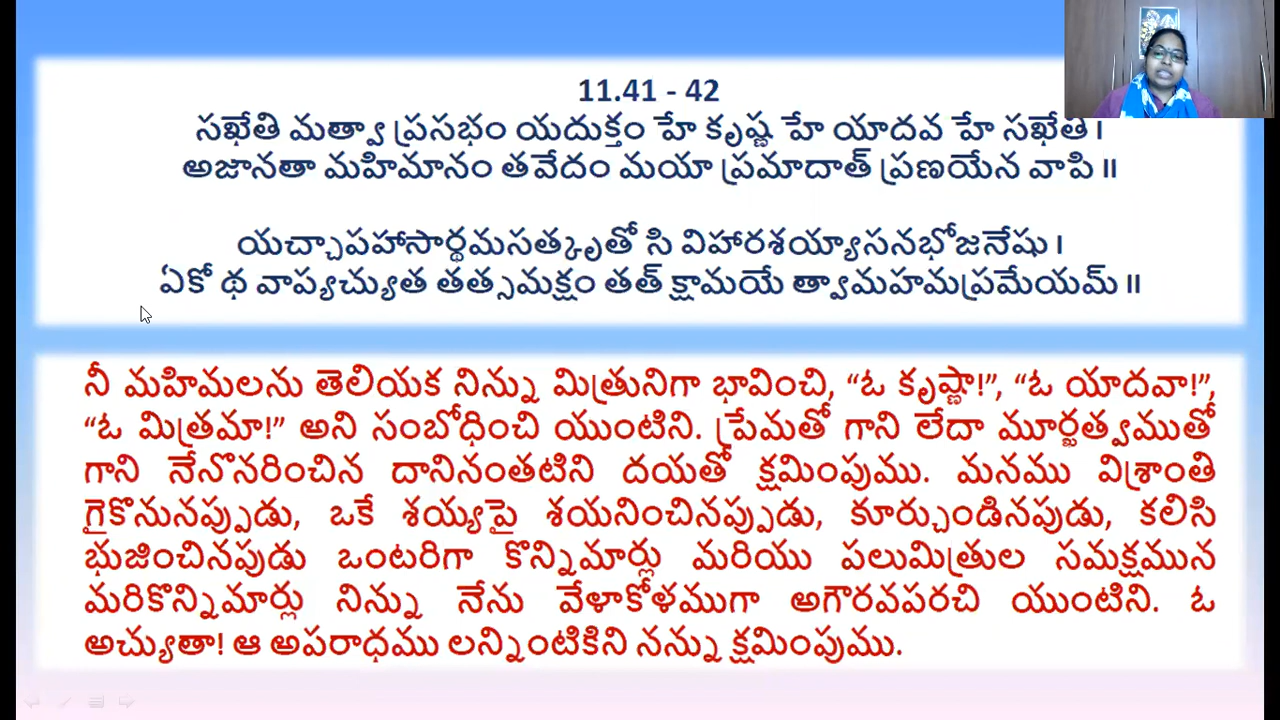 11.41 - 42
సఖేతి మత్వా ప్రసభం యదుక్తం హే కృష్ణ హే యాదవ హే సఖేతి ।
అజానతా మహిమానం తవేదం మయా ప్రమాదాత్ ప్రణయేన వాపి ॥
యచ్చాపహాసార్థమసత్కృతో సి విహారశయ్యాసనభోజనేషు ।
ఏకో థ వాప్యచ్యుత తత్సమక్షం తత్ క్షామయే త్వామహమప్రమేయమ్ ॥
నీ మహిమలను తెలియక నిన్ను మిత్రునిగా భావించి, “ఓ కృష్ణా!”, “ఓ యాదవా!”,
“ఓ మిత్రమా!” అని సంబోధించి యుంటిని. ప్రేమతో గాని లేదా మూర్ఖత్వముతో
గాని నేనొనరించిన దానినంతటిని దయతో క్షమింపుము. మనము విశ్రాంతి
గైకొనునప్పుడు, ఒకే శయ్యపై శయనించినప్పుడు, కూర్చుండినపుడు, కలిసి
భుజించినపుడు ఒంటరిగా కొన్నిమార్లు మరియు పలుమిత్రుల సమక్షమున
మరికొన్నిమార్లు నిన్ను నేను వేళాకోళముగా అగౌరవపరచి యుంటిని. ఓ
అచ్యుతా! ఆ అపరాధము లన్నింటికిని నన్ను క్షమింపుము.